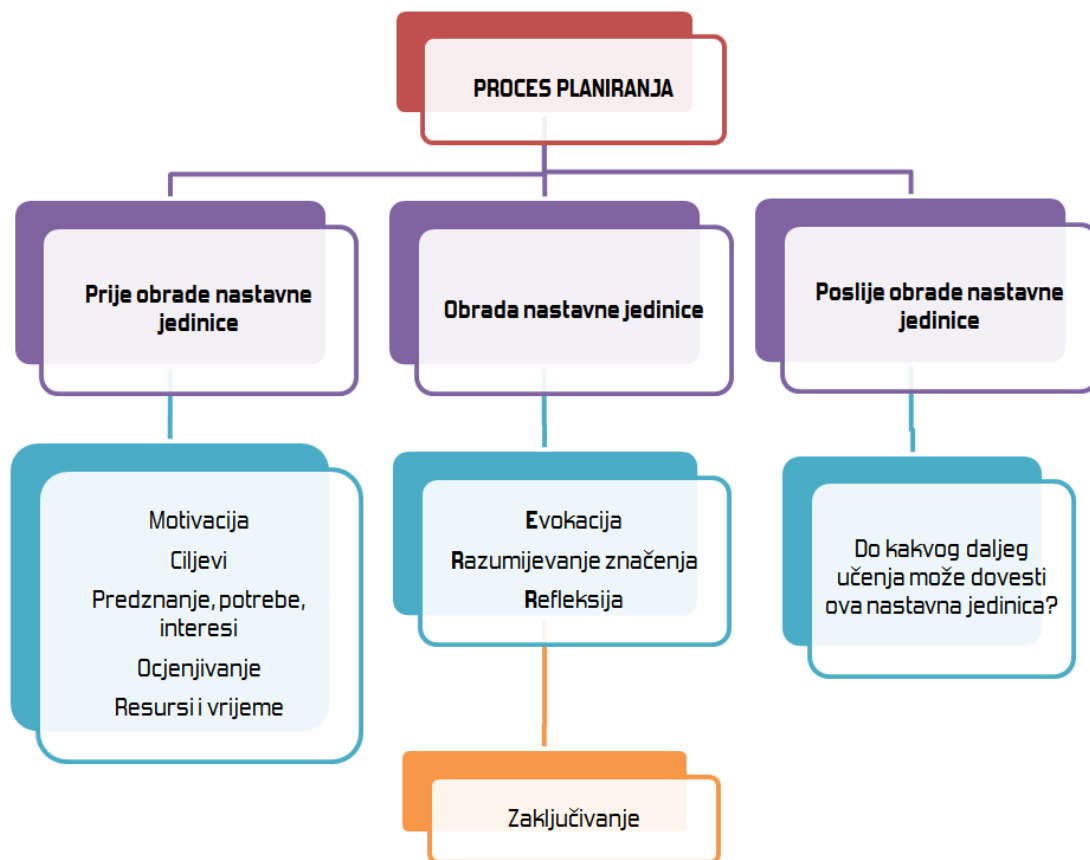 PROCES PLANIRANJA
Prije obrade nastavne
jedinice
Obrada nastavne jedinice
Poslije obrade nastavne
jedinice
Motivacija
Ciljevi
Predznanje, potrebe,
interesi
Ocjenjivanje
Resursi i vrijeme
Evokacija
Razumijevanje značenja
Refleksija
Do kakvog daljeg
učenja može dovesti
ova nastavna jedinica?
Zaključivanje